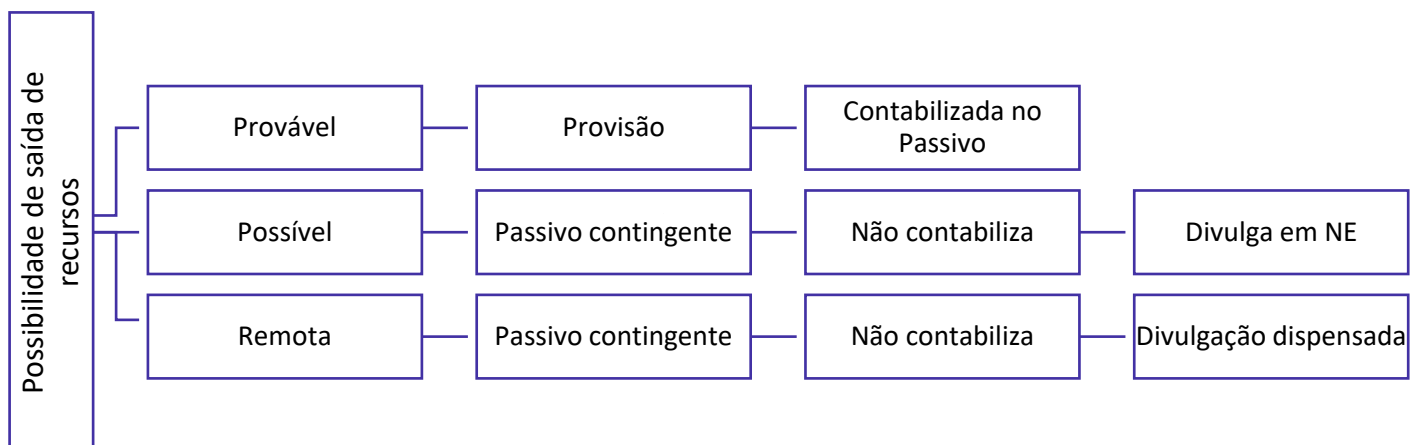 Possibilidade de saída de
recursos
Provável
Provisão
Contabilizada no
Passivo
Possível
Passivo contingente
Não contabiliza
Divulga em NE
Remota
Passivo contingente
Não contabiliza
Divulgação dispensada